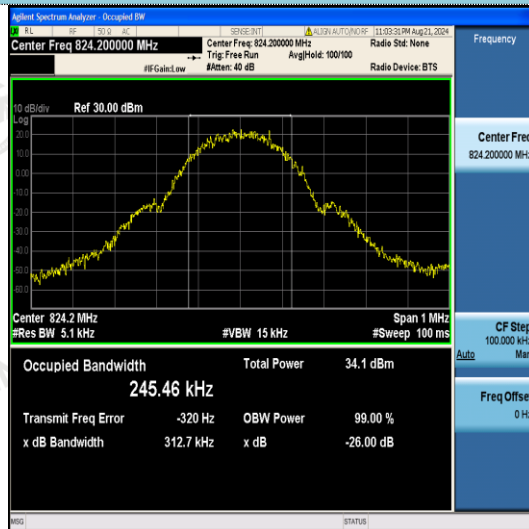 Agilent Spectrum Analyzer - Occupied BW
RL RF 50 Ω AC SENSE:INT ALIGN AUTO/NORF 11:03:31 PM Aug 21, 2024
Center Freq 824.200000 MHz
Center Freq: 824.200000 MHz
Radio Std: None
Trig: Free Run Avg|Hold: 100/100
#IFGain:Low
#Atten: 40 dB
Radio Device: BTS
Frequency
10 dB/div
Ref 30.00 dBm
Log
20.0
10.0
0.00
-10.0
-20.0
-30.0
-40.0
-50.0
-60.0
Center 824.2 MHz
Span 1 MHz
#Res BW 5.1 kHz
#VBW 15 kHz
#Sweep 100 ms
Occupied Bandwidth
Total Power 34.1 dBm
245.46 kHz
Transmit Freq Error -320 Hz
OBW Power 99.00 %
x dB Bandwidth 312.7 kHz
x dB -26.00 dB
Center Freq
824.200000 MHz
CF Step
100.000 kHz
Auto Man
Freq Offset
0 Hz
MSG
STATUS